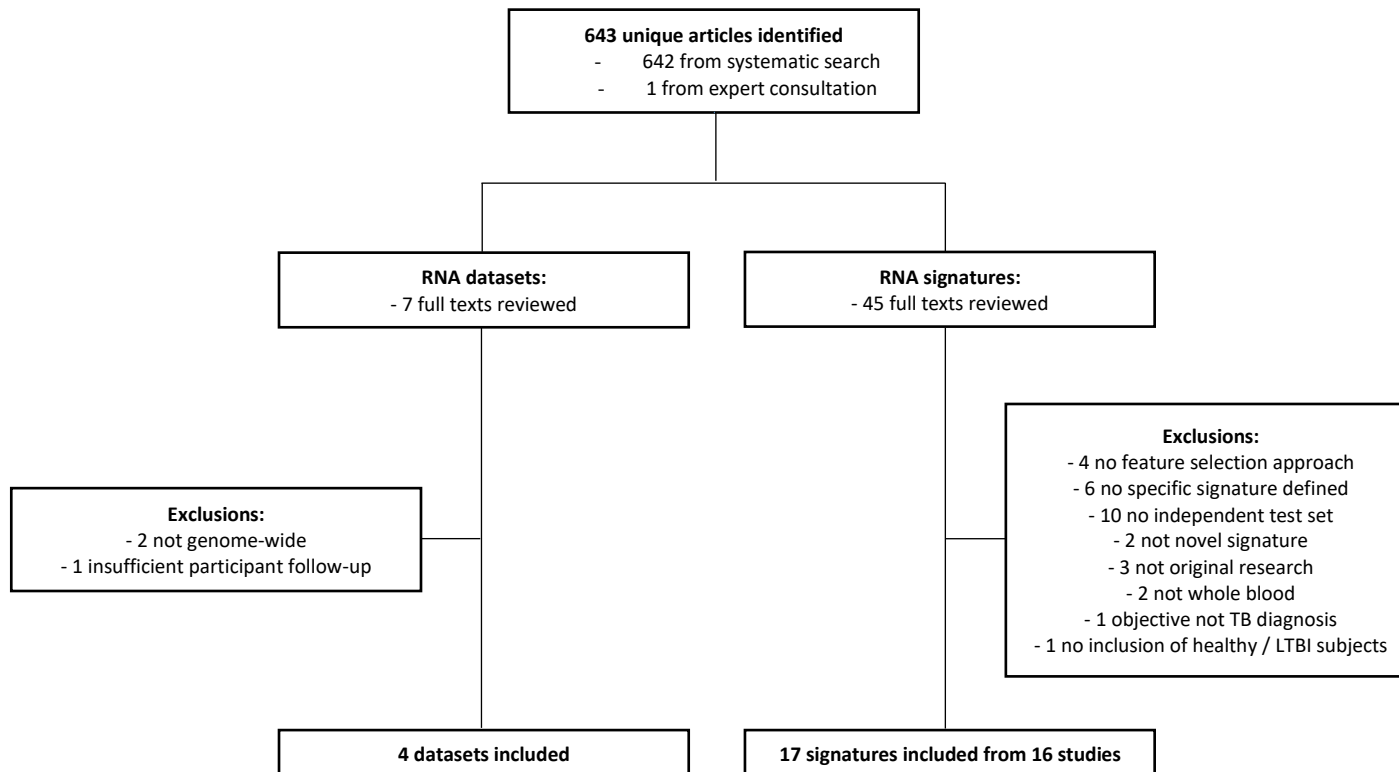 643 unique articles identified
- 642 from systematic search
- 1 from expert consultation
RNA datasets:
- 7 full texts reviewed
RNA signatures:
- 45 full texts reviewed
Exclusions:
- 2 not genome-wide
- 1 insufficient participant follow-up
Exclusions:
- 4 no feature selection approach
- 6 no specific signature defined
- 10 no independent test set
- 2 not novel signature
- 3 not original research
- 2 not whole blood
- 1 objective not TB diagnosis
- 1 no inclusion of healthy / LTBI subjects
4 datasets included
17 signatures included from 16 studies